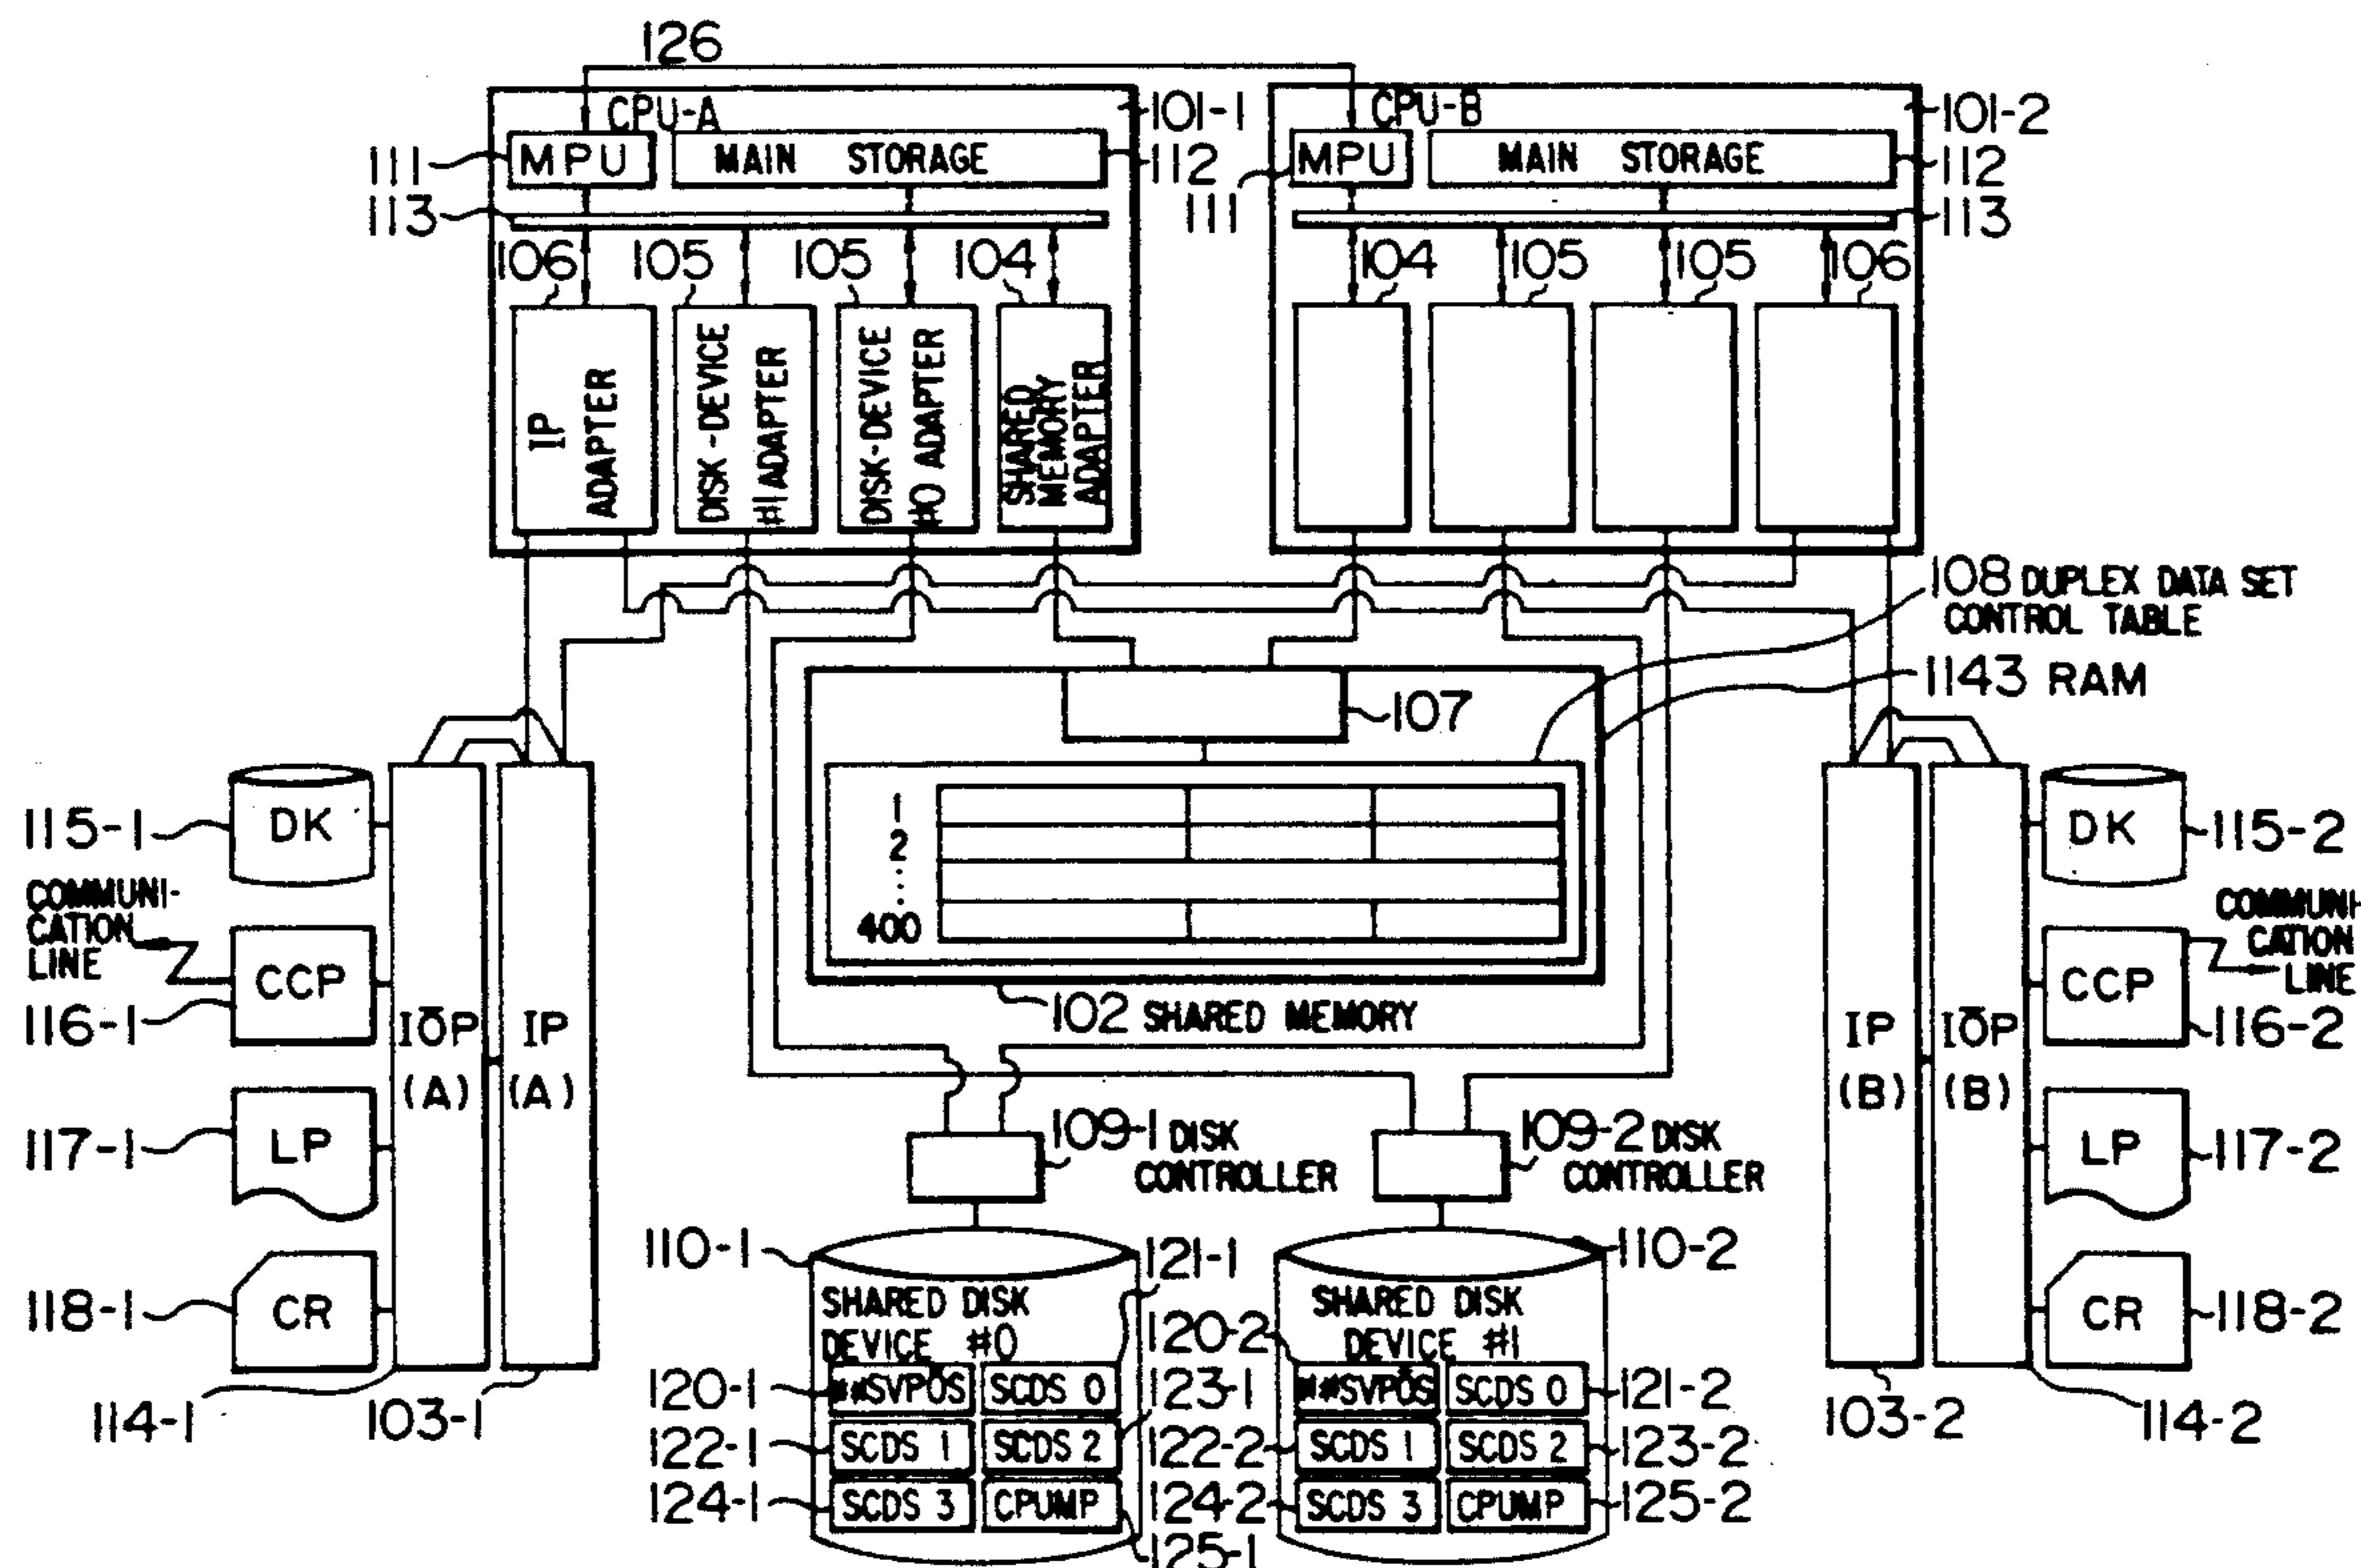 126
CPU-A
101-1
CPU-B
101-2
111
MPU
MAIN STORAGE
112
111
MPU
MAIN STORAGE
112
113
113
106
105
105
104
104
105
105
106
IP
ADAPTER
DISK-DEVICE
#1 ADAPTER
DISK-DEVICE
#0 ADAPTER
SHARED
MEMORY
ADAPTER
108 DUPLEX DATA SET
CONTROL TABLE
1143 RAM
107
1
2
400
102 SHARED MEMORY
115-1
DK
COMMUNI-
CATION
LINE
116-1
CCP
IŌP
(A)
IP
(A)
117-1
LP
118-1
CR
114-1
103-1
IP
(B)
IŌP
(B)
DK
115-2
COMMUNI-
CATION
LINE
CCP
116-2
LP
117-2
CR
118-2
103-2
114-2
109-1 DISK
CONTROLLER
109-2 DISK
CONTROLLER
110-1
121-1
110-2
SHARED DISK
DEVICE #0
120-2
SHARED DISK
DEVICE #1
120-1
##SVPŌS
SCDS 0
123-1
##SVPŌS
SCDS 0
121-2
122-1
SCDS 1
SCDS 2
122-2
SCDS 1
SCDS 2
123-2
124-1
SCDS 3
CPUMP
124-2
SCDS 3
CPUMP
125-2
125-1